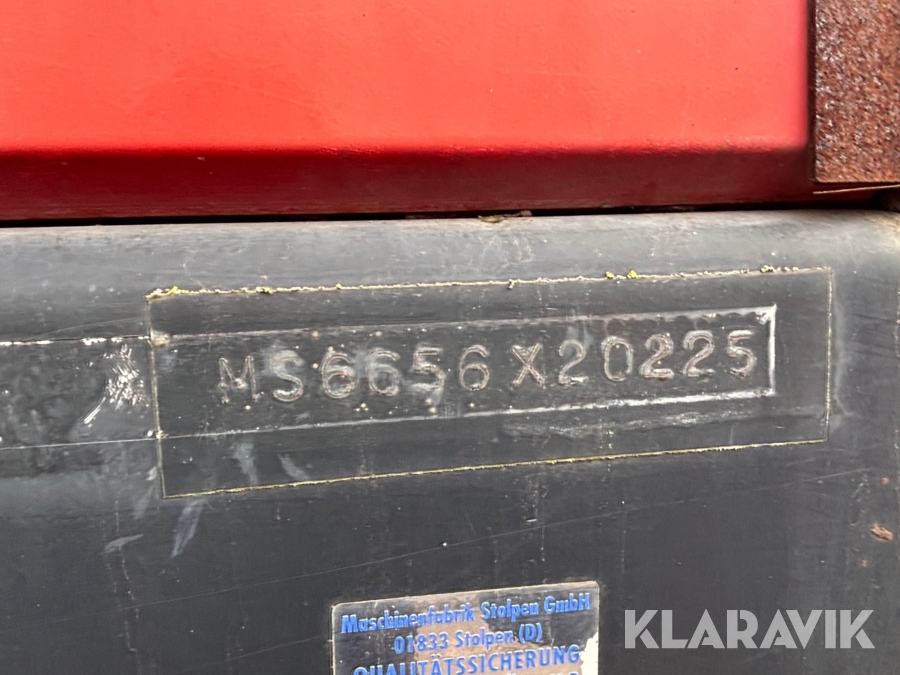 MS6656X20225
Maschinenfabrik Stolpen GmbH
01833 Stolpen (D)
QUALITÄTSSICHERUNG
KLARAVIK